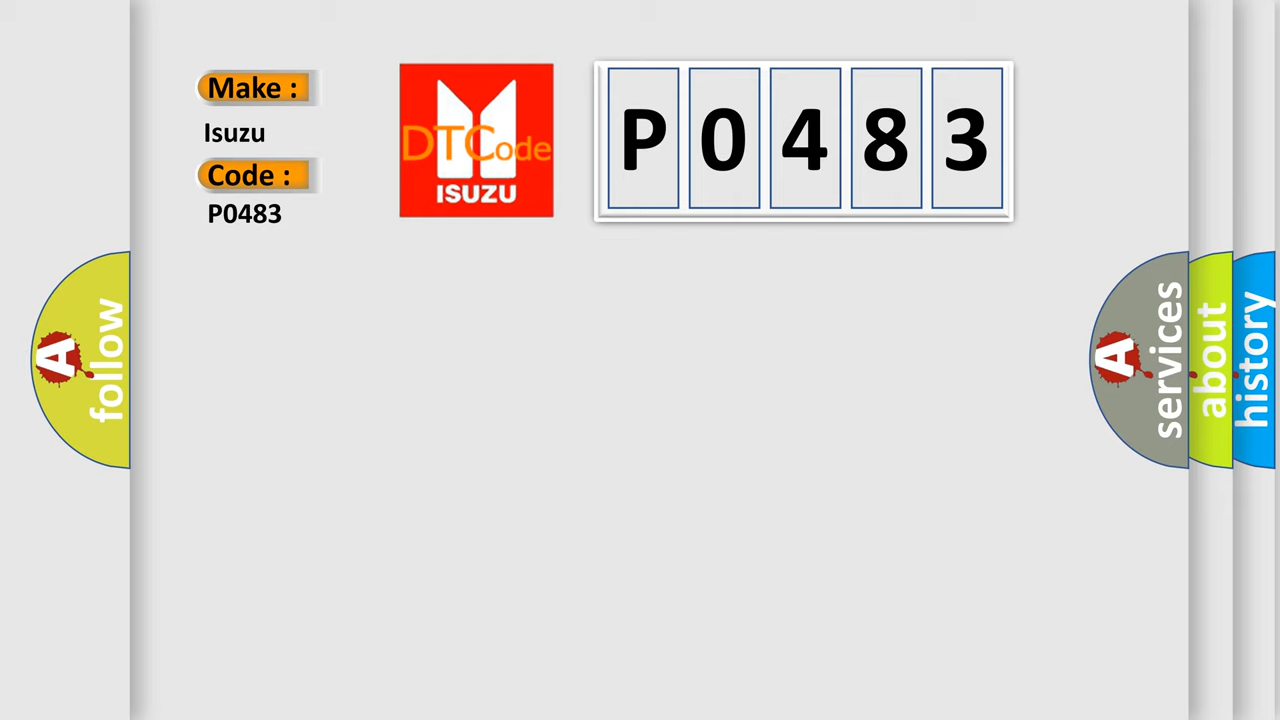 Make :
Isuzu
Code :
P0483
DTCode
ISUZU
P 0 4 8 3
A follow
A services
about
history